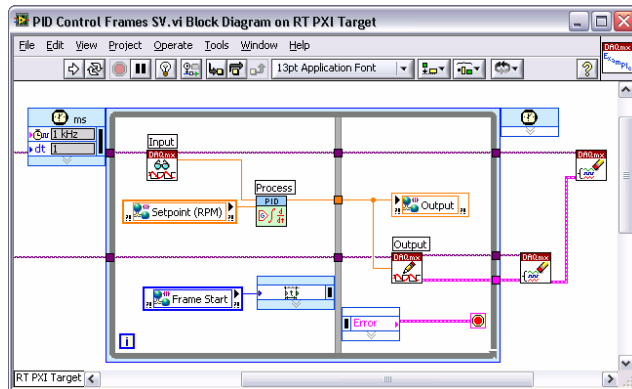 PID Control Frames SV.vi Block Diagram on RT PXI Target
File Edit View Project Operate Tools Window Help
13pt Application Font
?
DAQmx
Example
ms
1 kHz
dt 1
Input
DAQmx
Setpoint (RPM)
Process
PID
Output
Output
DAQmx
DAQmx
DAQmx
Frame Start
Error
i
RT PXI Target